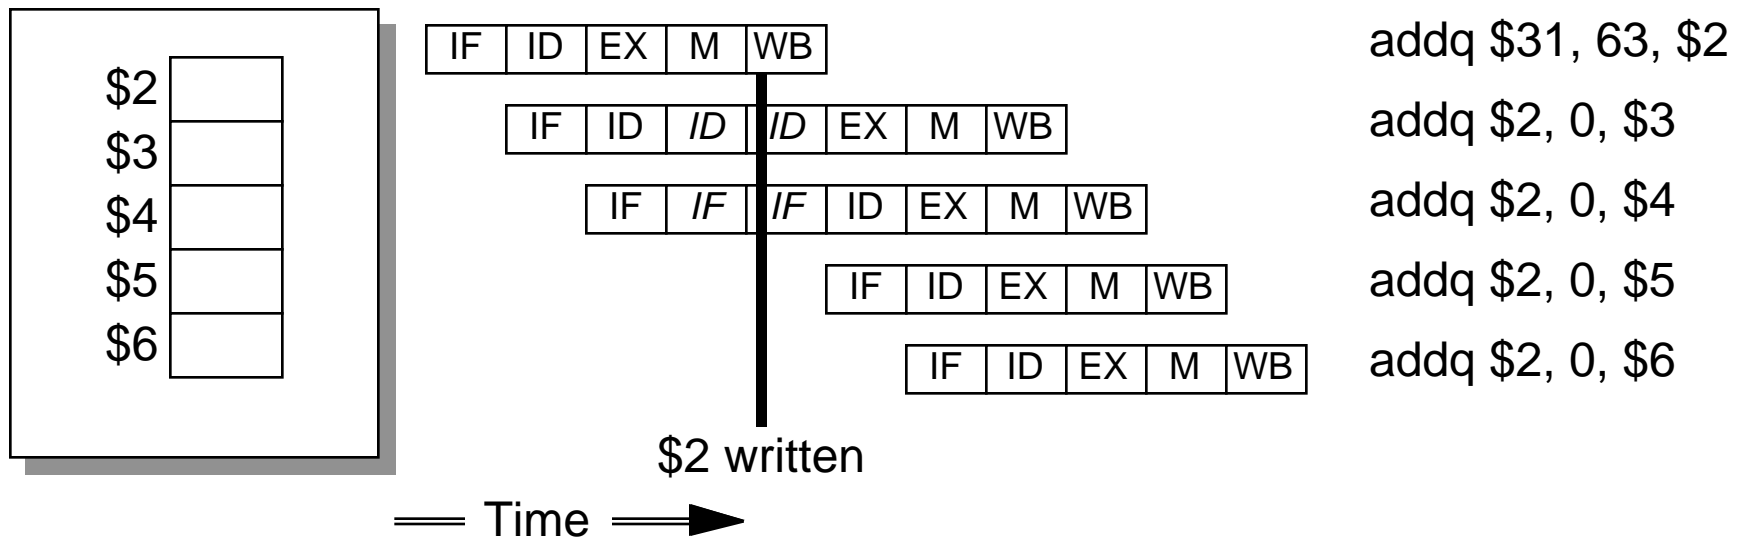 IF ID EX M WB addq $31, 63, $2
$2
IF ID ID ID EX M WB addq $2, 0, $3
$3
IF IF IF ID EX M WB addq $2, 0, $4
$4
IF ID EX M WB addq $2, 0, $5
$5
IF ID EX M WB addq $2, 0, $6
$6
$2 written
Time